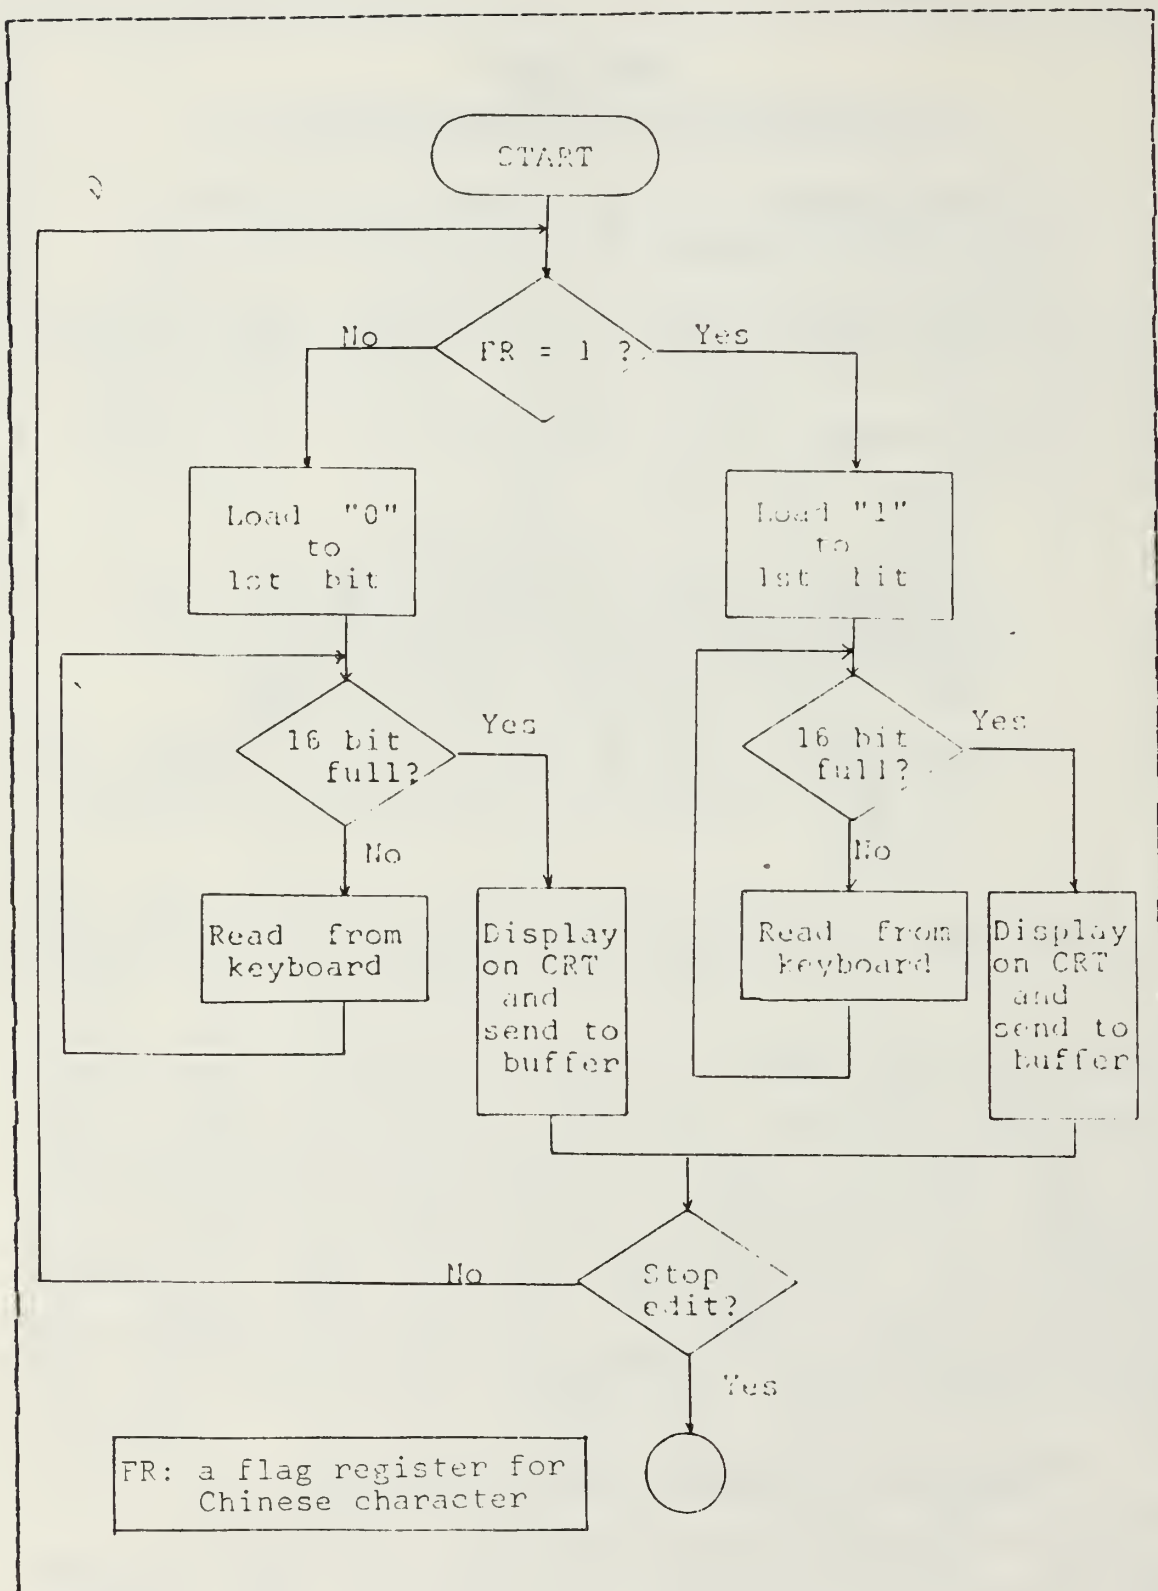 START
No
Yes
FR = 1 ?
Load "0"
to
1st bit
Load "1"
to
1st bit
16 bit
full?
Yes
No
16 bit
full?
Yes
No
Read from
keyboard
Display
on CRT
and
send to
buffer
Read from
keyboard
Display
on CRT
and
send to
buffer
No
Stop
edit?
Yes
FR: a flag register for
Chinese character